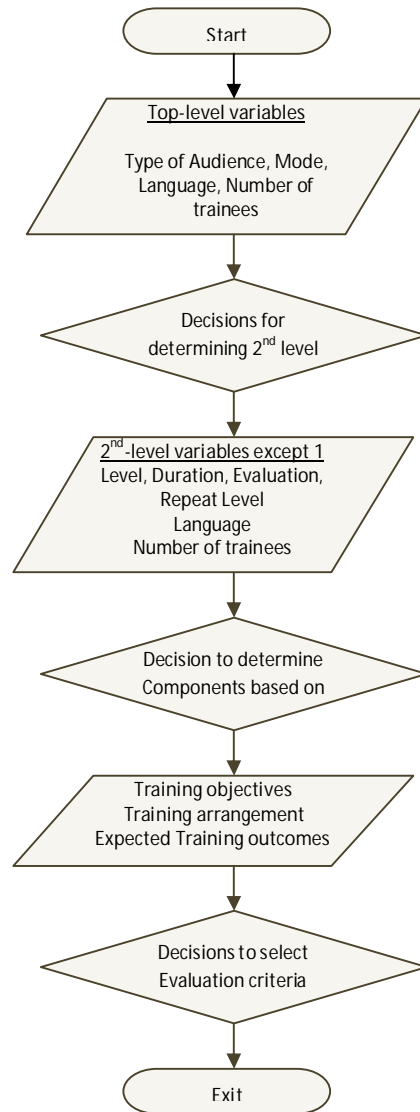 Start
Top-level variables
Type of Audience, Mode,
Language, Number of
trainees
Decisions for
determining 2nd level
2nd-level variables except 1
Level, Duration, Evaluation,
Repeat Level
Language
Number of trainees
Decision to determine
Components based on
Training objectives
Training arrangement
Expected Training outcomes
Decisions to select
Evaluation criteria
Exit